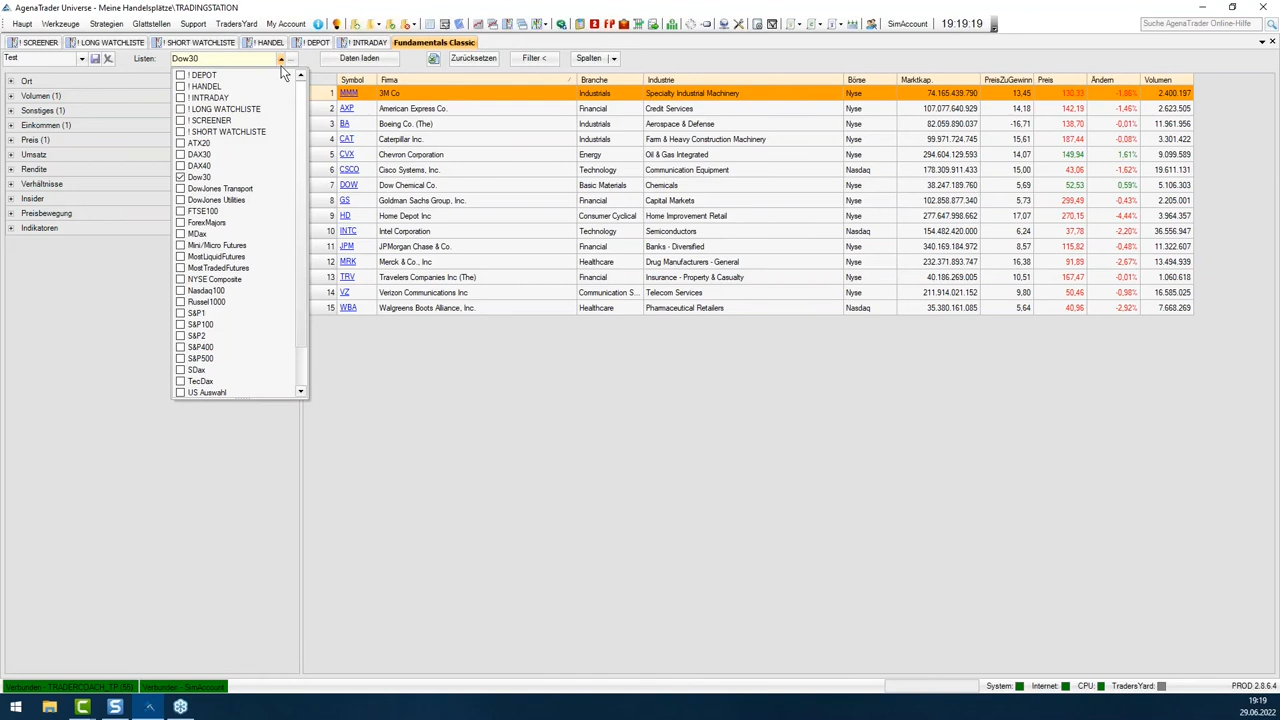 AgenaTrader Universe - Meine Handelsplätze\TRADINGSTATION
Haupt Werkzeuge Strategien Glattstellen Support TradersYard My Account SimAccount 19:19:19 Suche AgenaTrader Online-Hilfe
! SCREENER ! LONG WATCHLISTE ! SHORT WATCHLISTE ! HANDEL ! DEPOT ! INTRADAY Fundamentals Classic
Test Listen: Dow30 ... Daten laden Zurücksetzen Filter < Spalten
Ort
Volumen (1)
Sonstiges (1)
Einkommen (1)
Preis (1)
Umsatz
Rendite
Verhältnisse
Insider
Preisbewegung
Indikatoren
! DEPOT
! HANDEL
! INTRADAY
! LONG WATCHLISTE
! SCREENER
! SHORT WATCHLISTE
ATX20
DAX30
DAX40
Dow30
DowJones Transport
DowJones Utilities
FTSE100
ForexMajors
MDax
Mini/Micro Futures
MostLiquidFutures
MostTradedFutures
NYSE Composite
Nasdaq100
Russel1000
S&P1
S&P100
S&P2
S&P400
S&P500
SDax
TecDax
US Auswahl
Symbol Firma Branche Industrie Börse Marktkap. PreisZuGewinn Preis Ändern Volumen
1 MMM 3M Co Industrials Specialty Industrial Machinery Nyse 74.165.439.790 13,45 130,33 -1,86% 2.400.197
2 AXP American Express Co. Financial Credit Services Nyse 107.077.640.929 14,18 142,19 -1,46% 2.623.505
3 BA Boeing Co. (The) Industrials Aerospace & Defense Nyse 82.059.890.037 -16,71 138,70 -0,01% 11.961.956
4 CAT Caterpillar Inc. Industrials Farm & Heavy Construction Machinery Nyse 99.971.724.745 15,61 187,44 -0,08% 3.301.422
5 CVX Chevron Corporation Energy Oil & Gas Integrated Nyse 294.604.129.593 14,07 149,94 1,61% 9.099.589
6 CSCO Cisco Systems, Inc. Technology Communication Equipment Nasdaq 178.143.482.036 15,20 43,00 -1,62% 19.611.131
7 DOW Dow Chemical Co. Basic Materials Chemicals Nyse 38.247.189.760 5,69 52,53 0,59% 5.106.303
8 GS Goldman Sachs Group, Inc. Financial Capital Markets Nyse 102.858.877.340 5,67 299,49 -0,43% 2.205.001
9 HD Home Depot Inc Consumer Cyclical Home Improvement Retail Nyse 277.647.998.662 17,07 270,15 -4,44% 3.964.357
10 INTC Intel Corporation Technology Semiconductors Nasdaq 154.482.420.000 6,24 37,78 -2,20% 36.556.947
11 JPM JPMorgan Chase & Co. Financial Banks - Diversified Nyse 340.169.184.972 8,57 115,82 -0,48% 11.322.607
12 MRK Merck & Co., Inc Healthcare Drug Manufacturers - General Nyse 232.371.893.747 16,38 91,89 -2,67% 13.494.939
13 TRV Travelers Companies Inc (The) Financial Insurance - Property & Casualty Nyse 40.186.269.005 10,51 167,47 -0,01% 1.060.618
14 VZ Verizon Communications Inc Communication S... Telecom Services Nyse 211.914.021.152 9,80 50,46 -0,98% 16.585.025
15 WBA Walgreens Boots Alliance, Inc. Healthcare Pharmaceutical Retailers Nasdaq 35.380.161.085 5,64 40,96 -2,92% 7.668.269
Verbunden - TRADERCOACH_TP (55) Verbunden - SimAccount System: Internet: CPU: TradersYard: PROD 2.8.6.4
19:19
29.06.2022